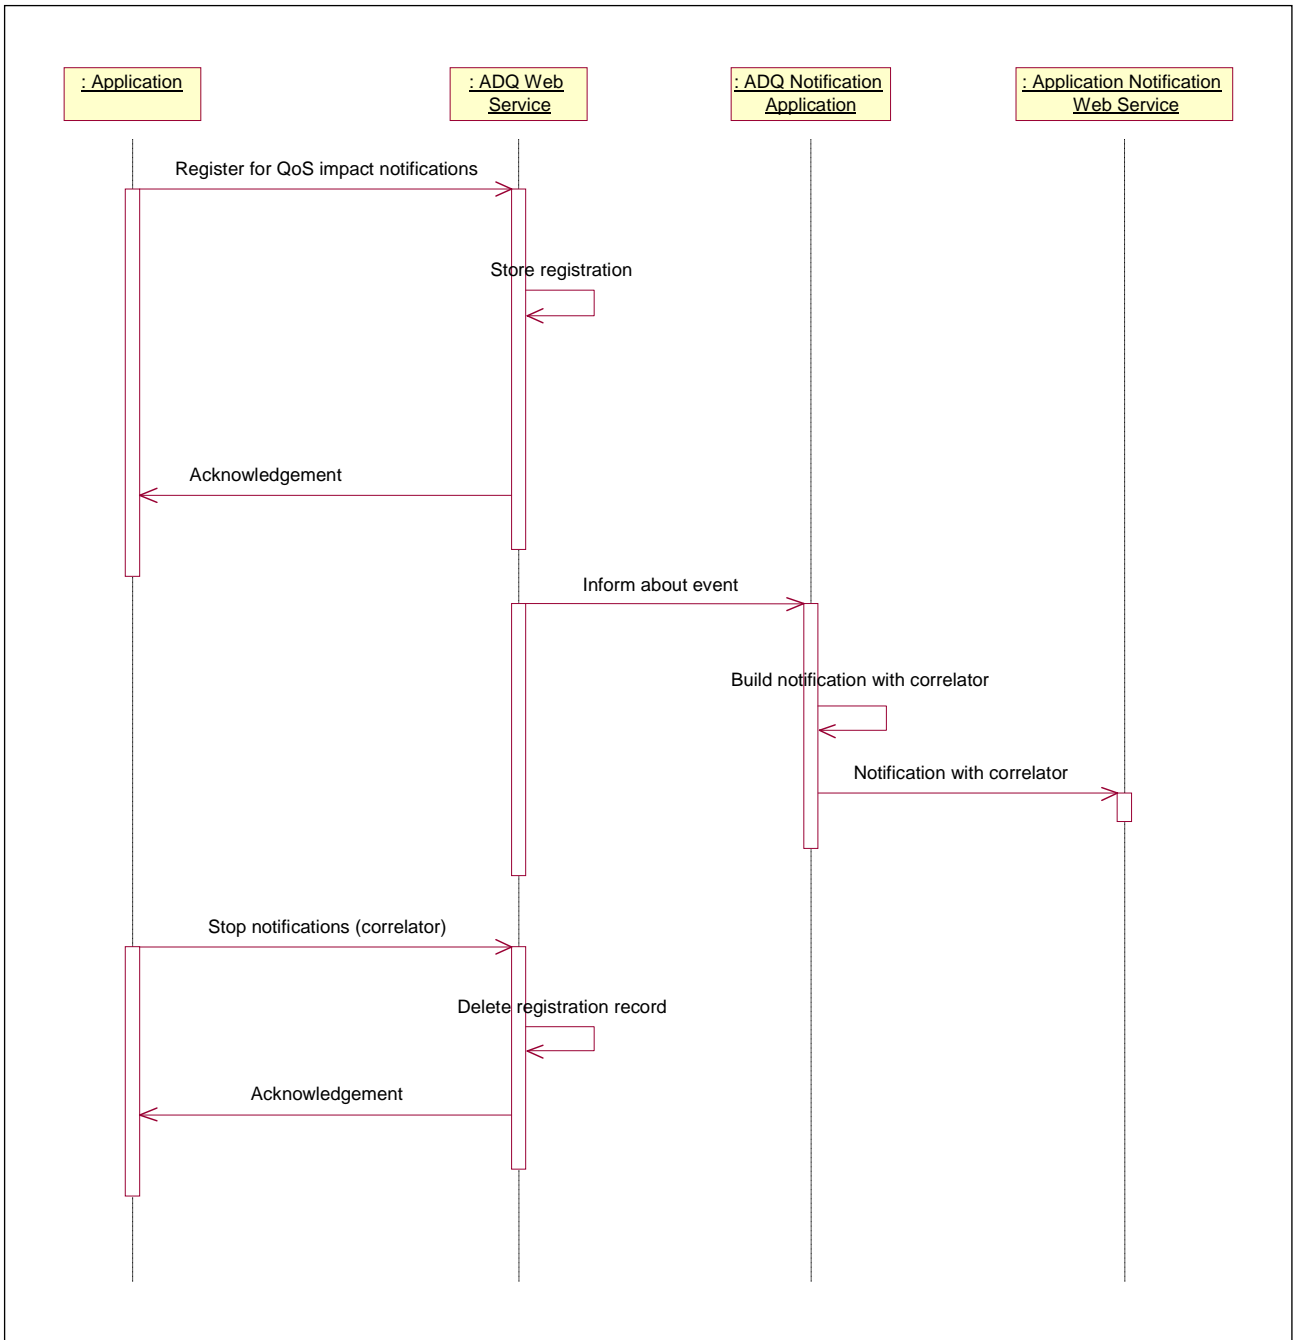 : Application
: ADQ Web
Service
: ADQ Notification
Application
: Application Notification
Web Service
Register for QoS impact notifications
Store registration
Acknowledgement
Inform about event
Build notification with correlator
Notification with correlator
Stop notifications (correlator)
Delete registration record
Acknowledgement